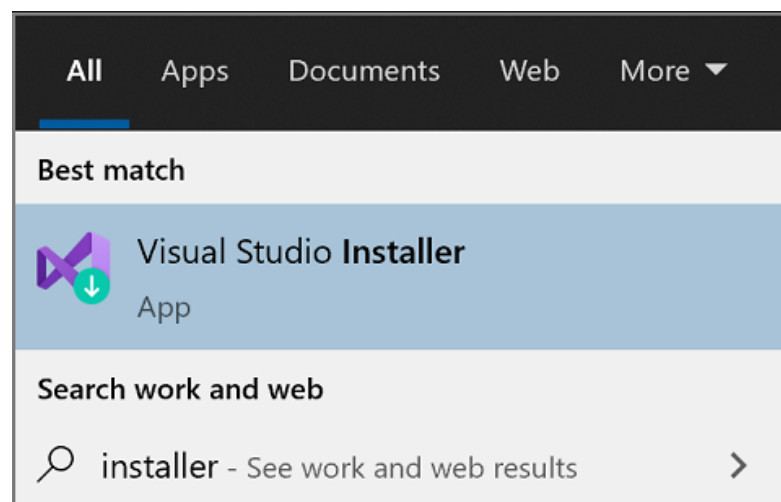 All Apps Documents Web More
Best match
Visual Studio Installer
App
Search work and web
installer - See work and web results